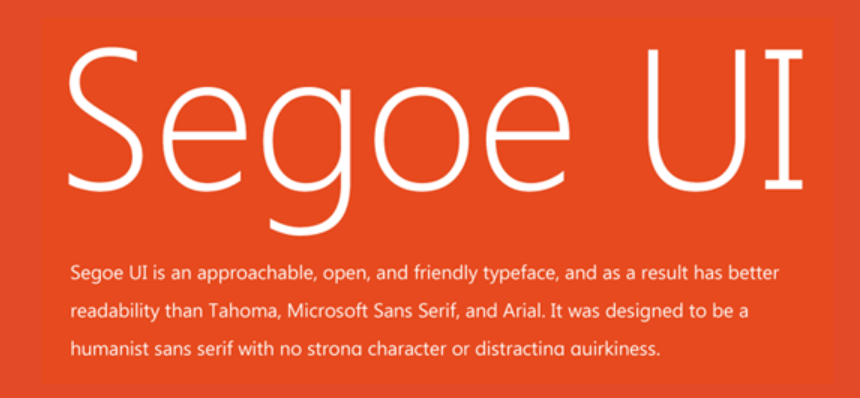 Segoe UI
Segoe UI is an approachable, open, and friendly typeface, and as a result has better
readability than Tahoma, Microsoft Sans Serif, and Arial. It was designed to be a
humanist sans serif with no strong character or distracting quirkiness.